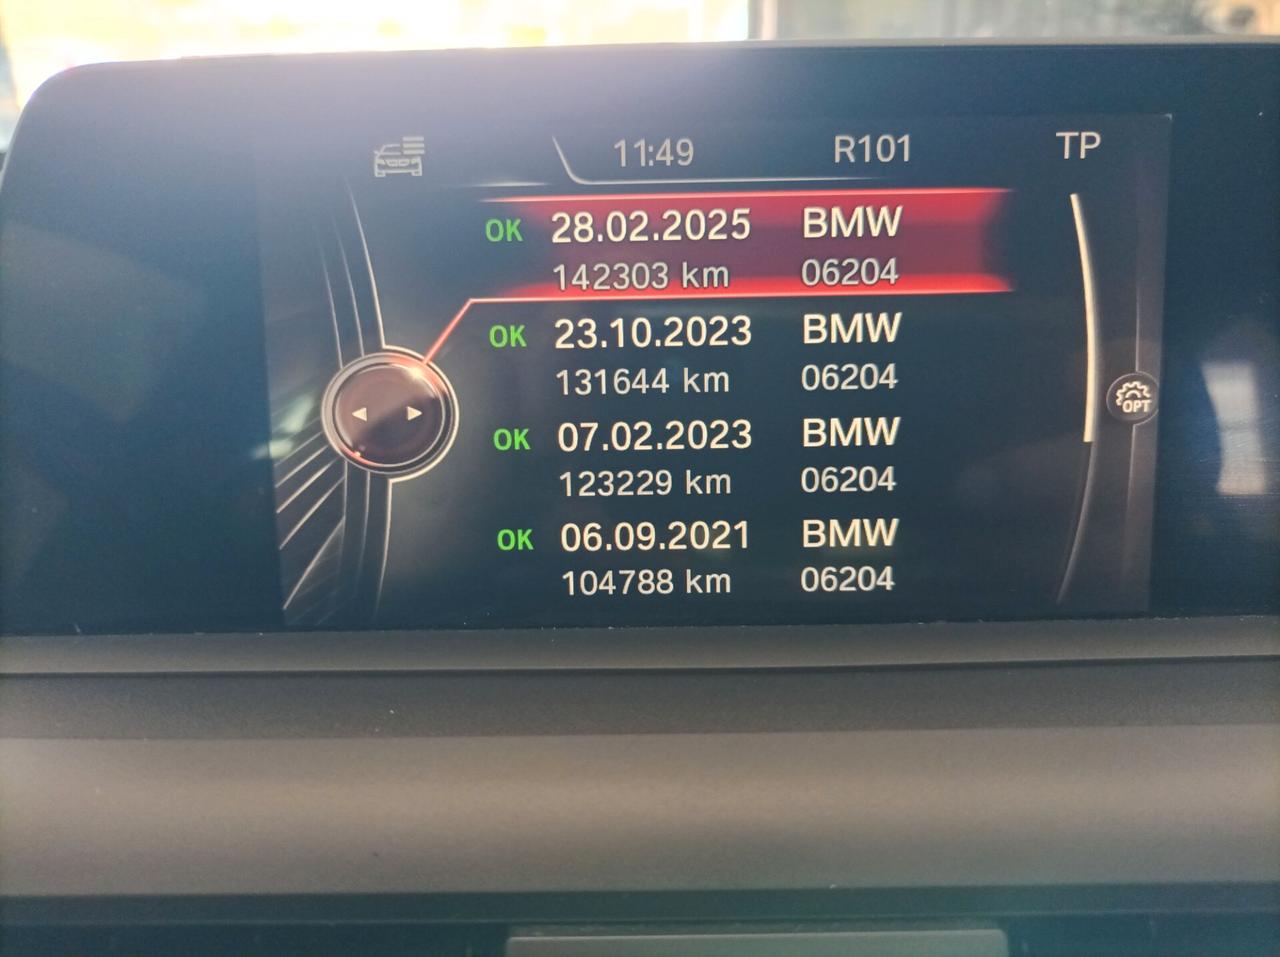 11:49 R101 TP
OK 28.02.2025 BMW
142303 km 06204
OK 23.10.2023 BMW
131644 km 06204
OPT
OK 07.02.2023 BMW
123229 km 06204
OK 06.09.2021 BMW
104788 km 06204